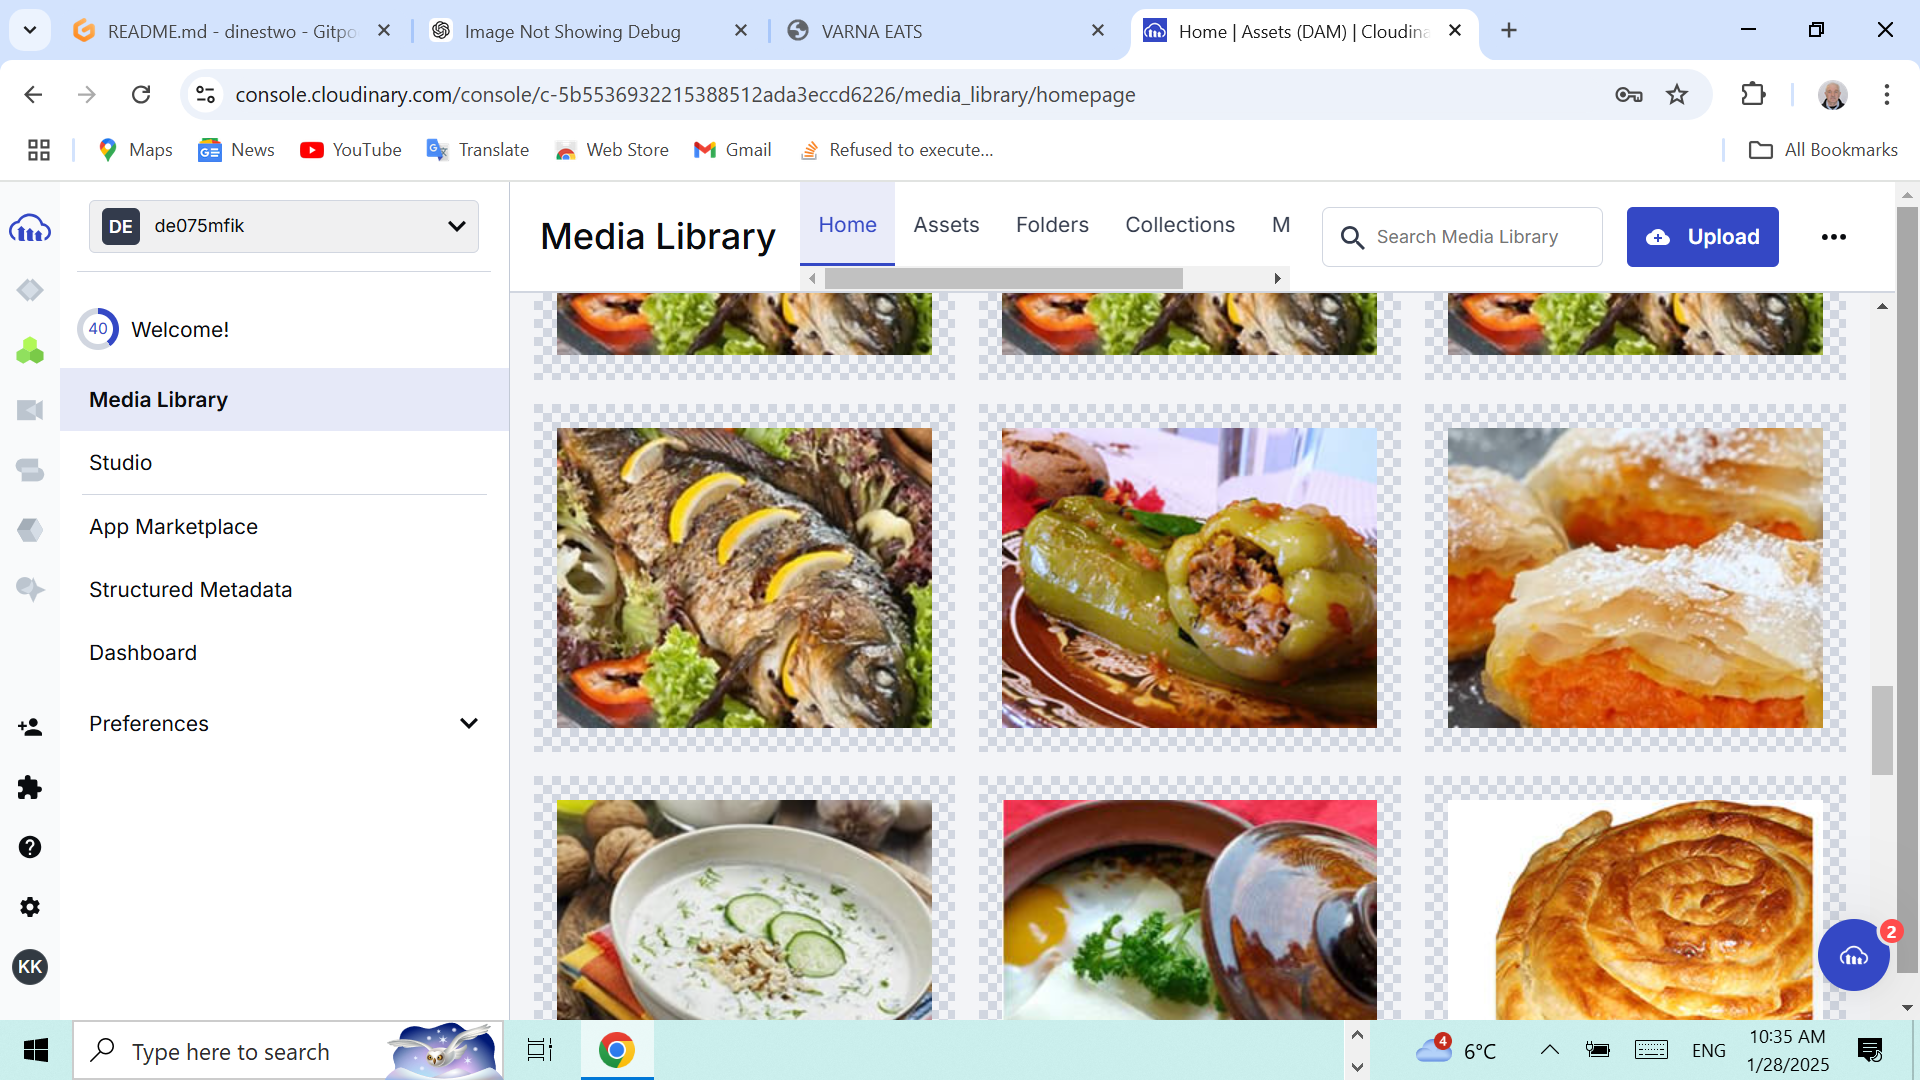 README.md - dinestwo - Gitpo
Image Not Showing Debug
VARNA EATS
Home | Assets (DAM) | Cloudina
console.cloudinary.com/console/c-5b5536932215388512ada3eccd6226/media_library/homepage
Maps
News
YouTube
Translate
Web Store
Gmail
Refused to execute...
All Bookmarks
DE
de075mfik
Media Library
Home
Assets
Folders
Collections
M
Search Media Library
Upload
40
Welcome!
Media Library
Studio
App Marketplace
Structured Metadata
Dashboard
Preferences
KK
2
Type here to search
4
6°C
ENG
10:35 AM
1/28/2025